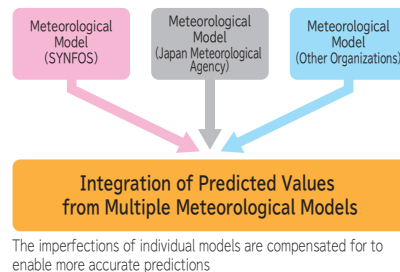 Meteorological
Model
(SYNFOS)
Meteorological
Model
(Japan Meteorological
Agency)
Meteorological
Model
(Other Organizations)
Integration of Predicted Values
from Multiple Meteorological Models
The imperfections of individual models are compensated for to
enable more accurate predictions